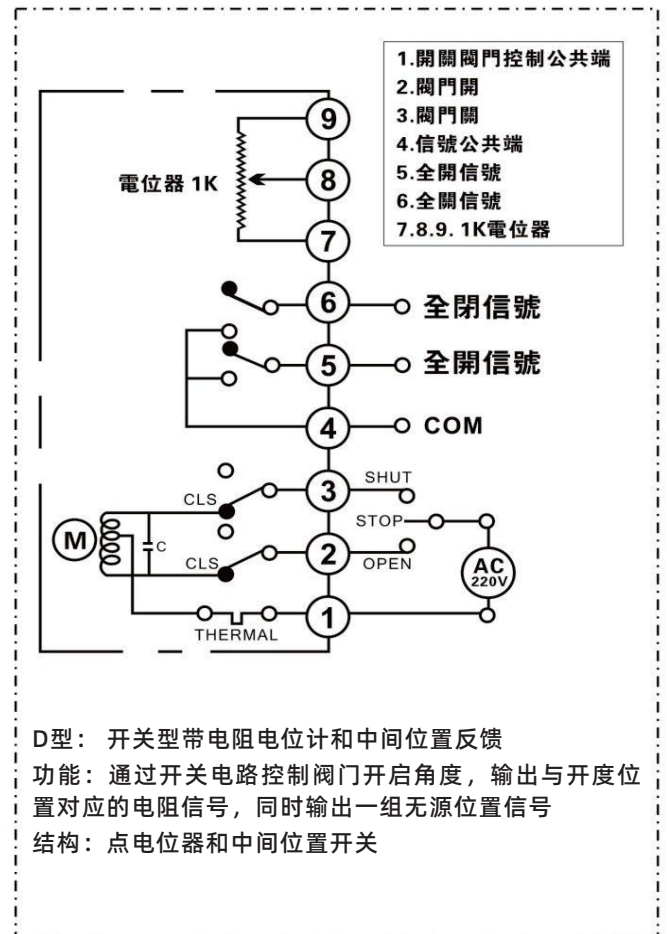 1.開關閥門控制公共端
2.閥門開
3.閥門關
4.信號公共端
5.全開信號
6.全關信號
7.8.9. 1K電位器
9
電位器 1K
8
7
6
全閉信號
5
全開信號
4
COM
CLS
3
SHUT
STOP
M
C
CLS
2
OPEN
AC
220V
1
THERMAL
D型： 开关型带电阻电位计和中间位置反馈
功能：通过开关电路控制阀门开启角度，输出与开度位
置对应的电阻信号，同时输出一组无源位置信号
结构：点电位器和中间位置开关